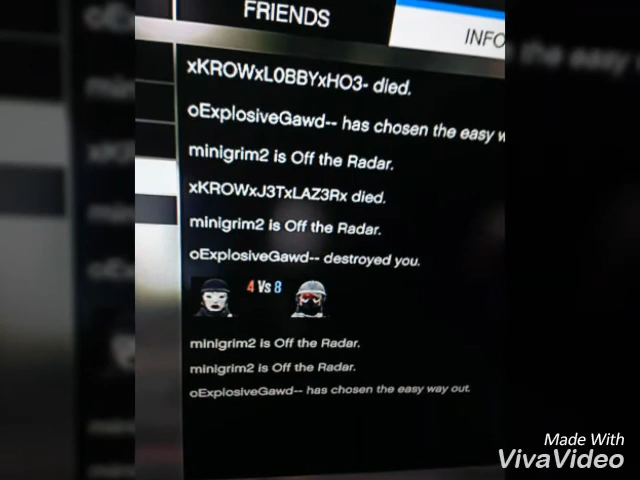 FRIENDS
INFO
xKROWxL0BBYxHO3- died.
oExplosiveGawd-- has chosen the easy w
minigrim2 is Off the Radar.
xKROWxJ3TxLAZ3Rx died.
minigrim2 is Off the Radar.
oExplosiveGawd-- destroyed you.
4 Vs 8
minigrim2 is Off the Radar.
minigrim2 is Off the Radar.
oExplosiveGawd-- has chosen the easy way out.
Made With
VivaVideo